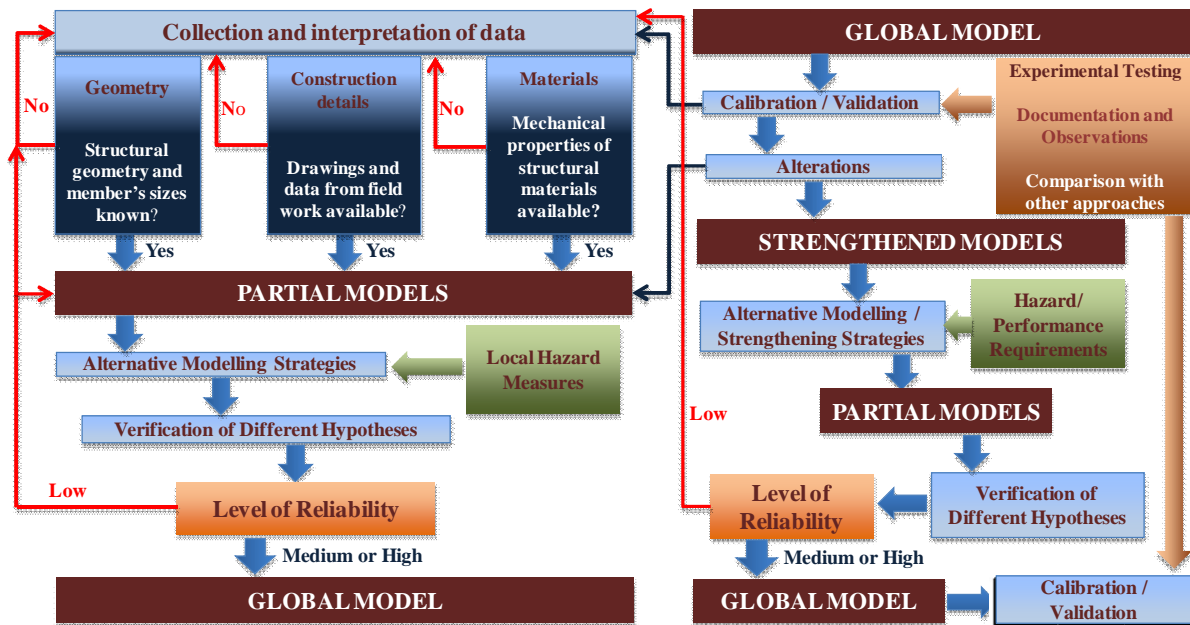 Collection and interpretation of data
No
Geometry
Structural
geometry and
member's sizes
known?
No
Construction
details
Drawings and
data from field
work available?
No
Materials
Mechanical
properties of
structural
materials
available?
Yes
Yes
Yes
PARTIAL MODELS
Alternative Modelling Strategies
Local Hazard
Measures
Verification of Different Hypotheses
Low
Level of Reliability
Medium or High
GLOBAL MODEL
GLOBAL MODEL
Calibration / Validation
Experimental Testing
Documentation and
Observations
Comparison with
other approaches
Alterations
STRENGTHENED MODELS
Alternative Modelling /
Strengthening Strategies
Hazard/
Performance
Requirements
Low
PARTIAL MODELS
Level of
Reliability
Verification of
Different Hypotheses
Medium or High
GLOBAL MODEL
Calibration /
Validation